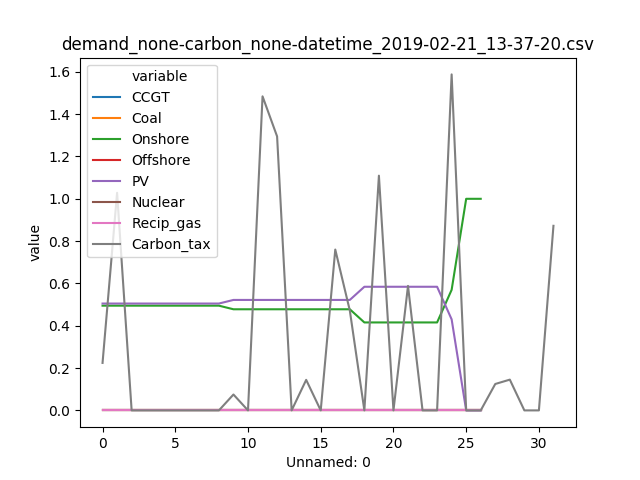 demand_none-carbon_none-datetime_2019-02-21_13-37-20.csv
variable
CCGT
Coal
Onshore
Offshore
PV
Nuclear
Recip_gas
Carbon_tax
value
1.6
1.4
1.2
1.0
0.8
0.6
0.4
0.2
0.0
0 5 10 15 20 25 30
Unnamed: 0